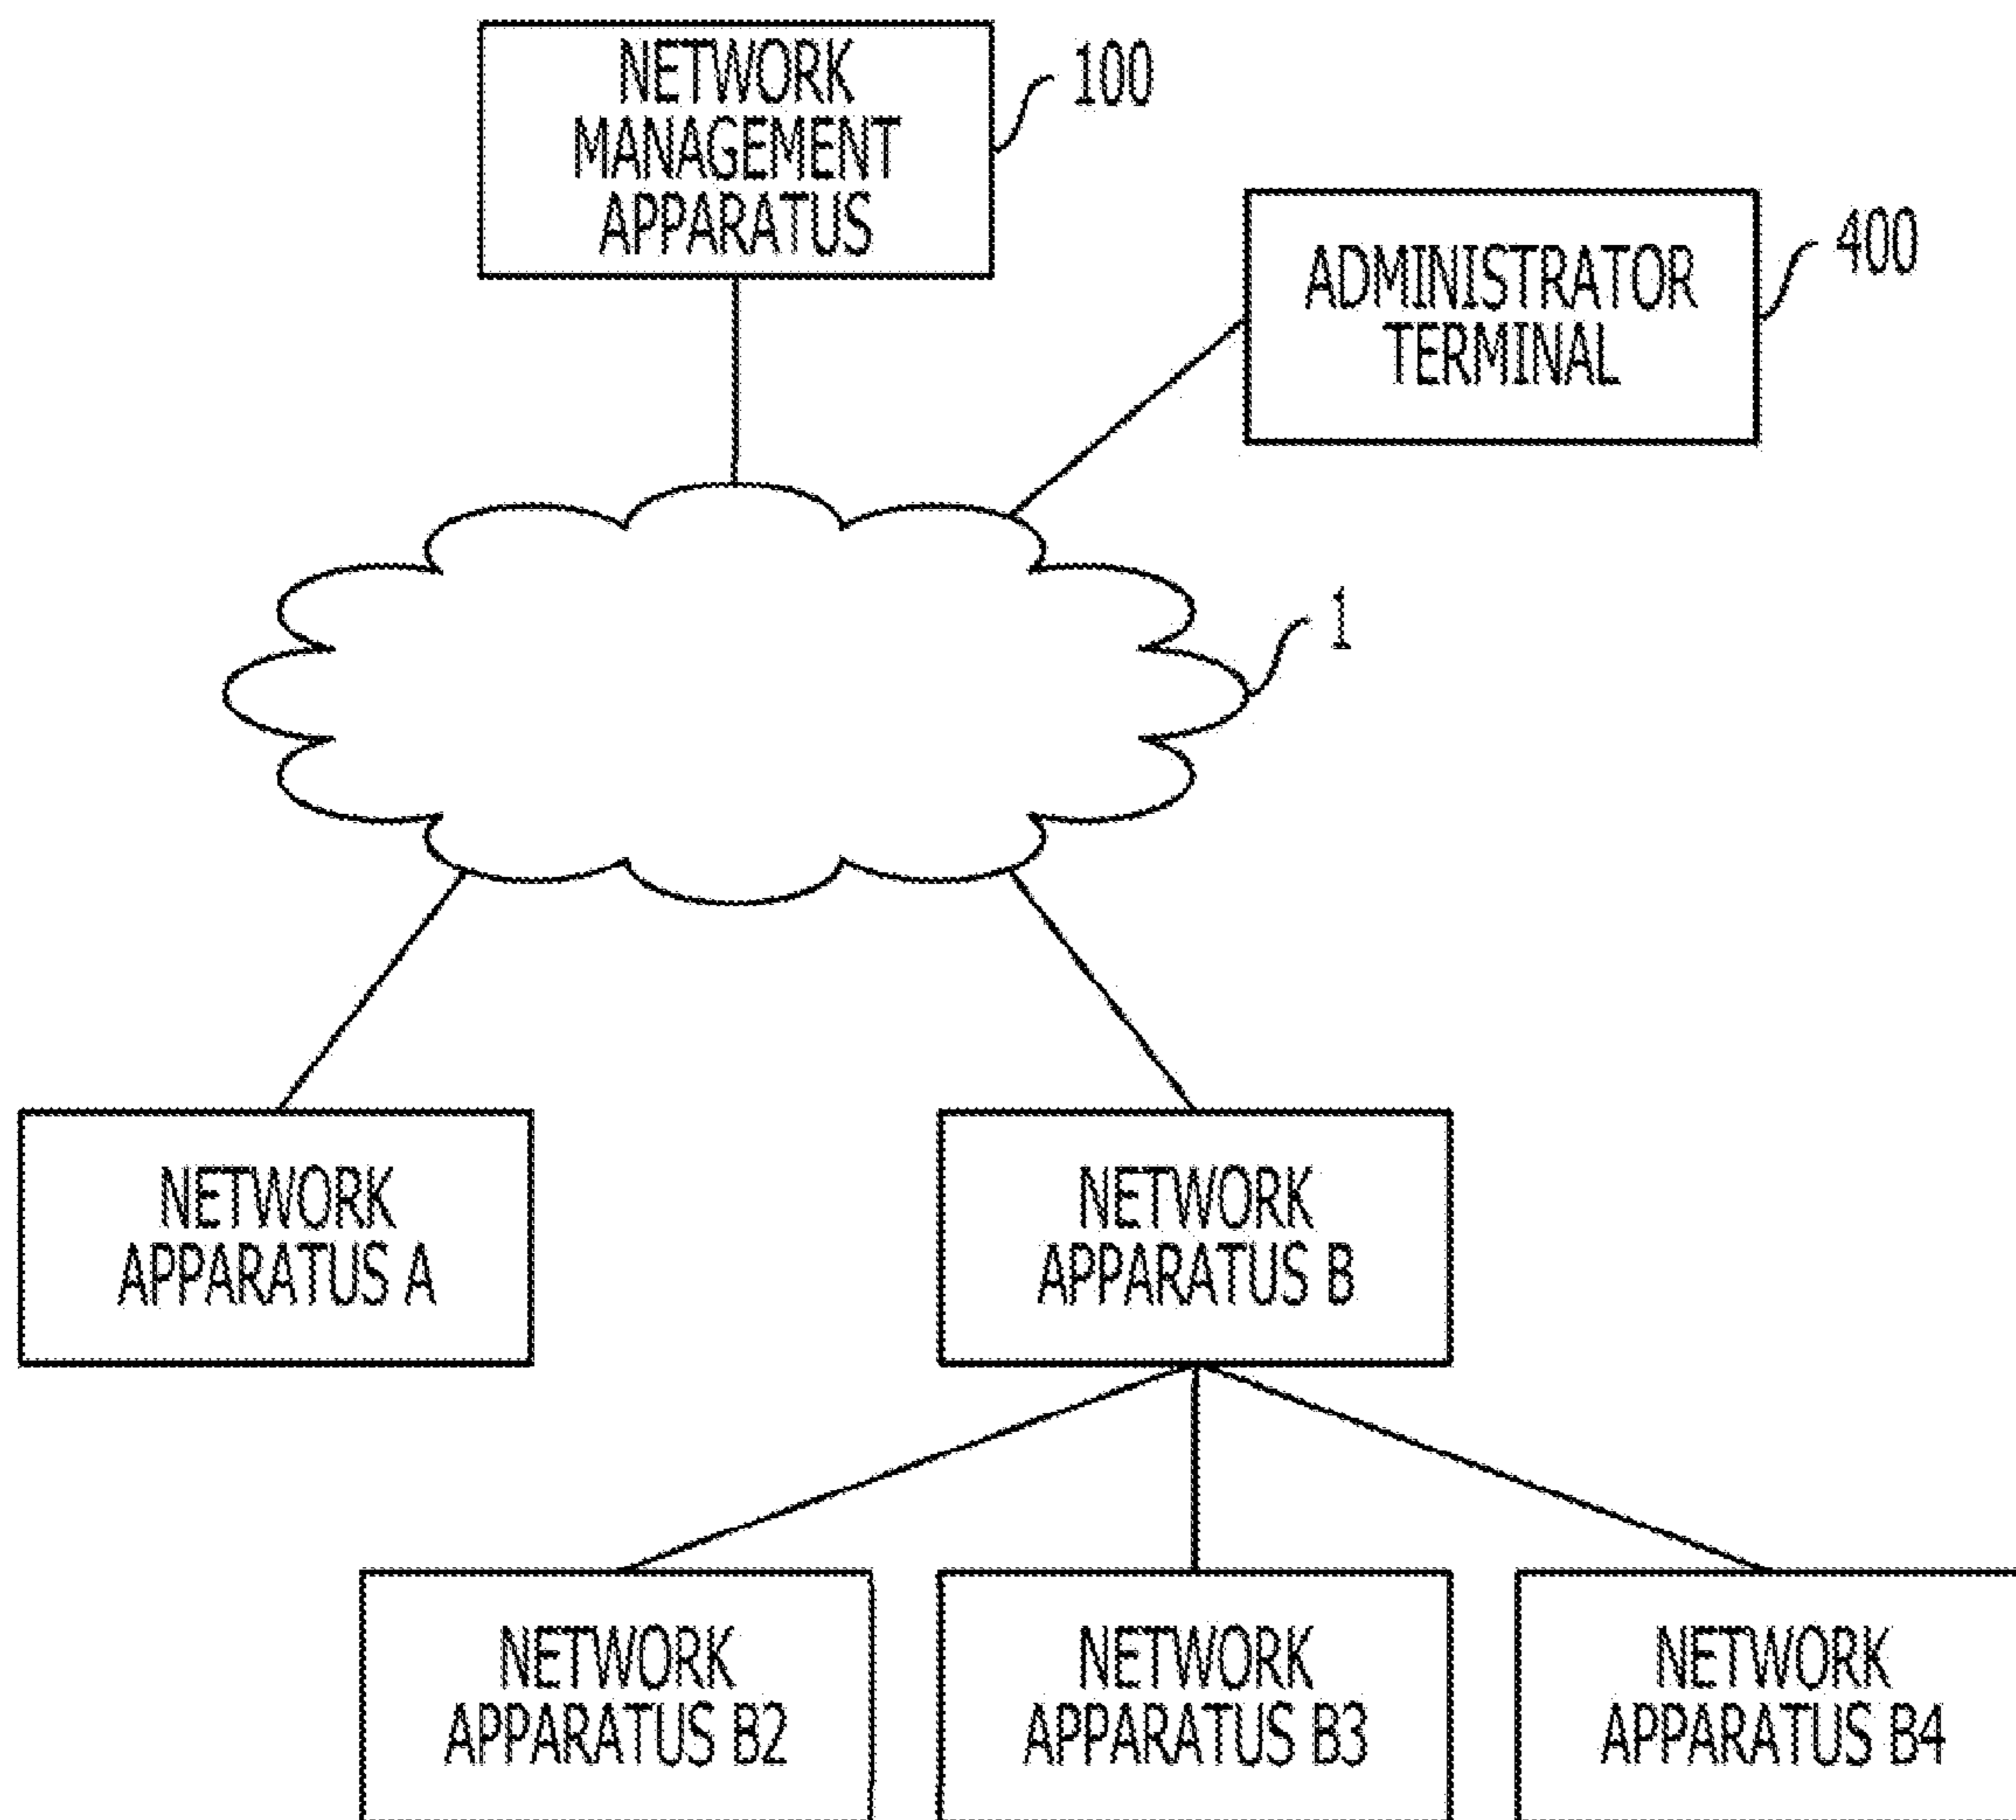 NETWORK
MANAGEMENT
APPARATUS
100
ADMINISTRATOR
TERMINAL
400
1
NETWORK
APPARATUS A
NETWORK
APPARATUS B
NETWORK
APPARATUS B2
NETWORK
APPARATUS B3
NETWORK
APPARATUS B4